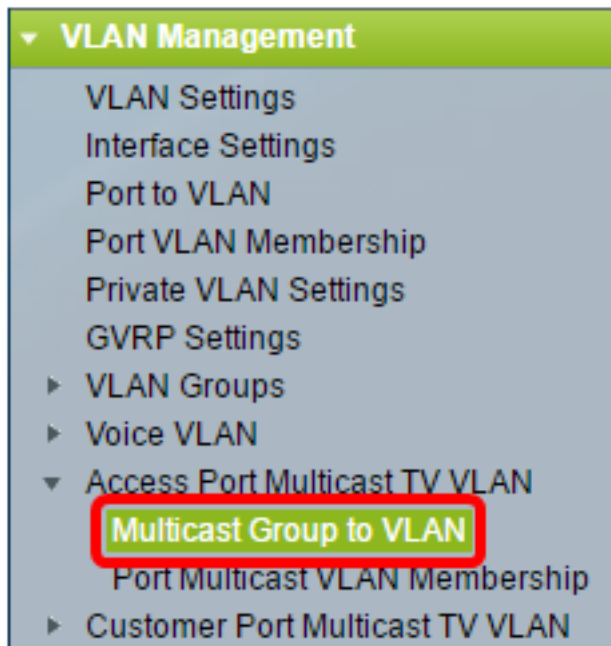 VLAN Management
VLAN Settings
Interface Settings
Port to VLAN
Port VLAN Membership
Private VLAN Settings
GVRP Settings
VLAN Groups
Voice VLAN
Access Port Multicast TV VLAN
Multicast Group to VLAN
Port Multicast VLAN Membership
Customer Port Multicast TV VLAN